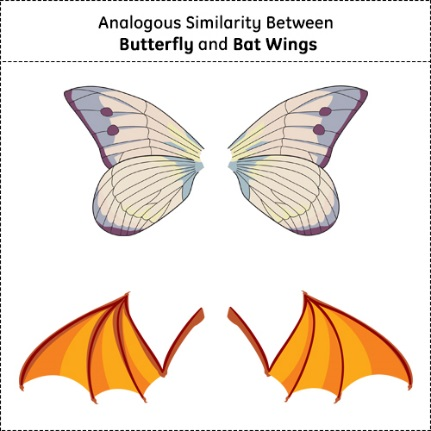 Analogous Similarity Between
Butterfly and Bat Wings